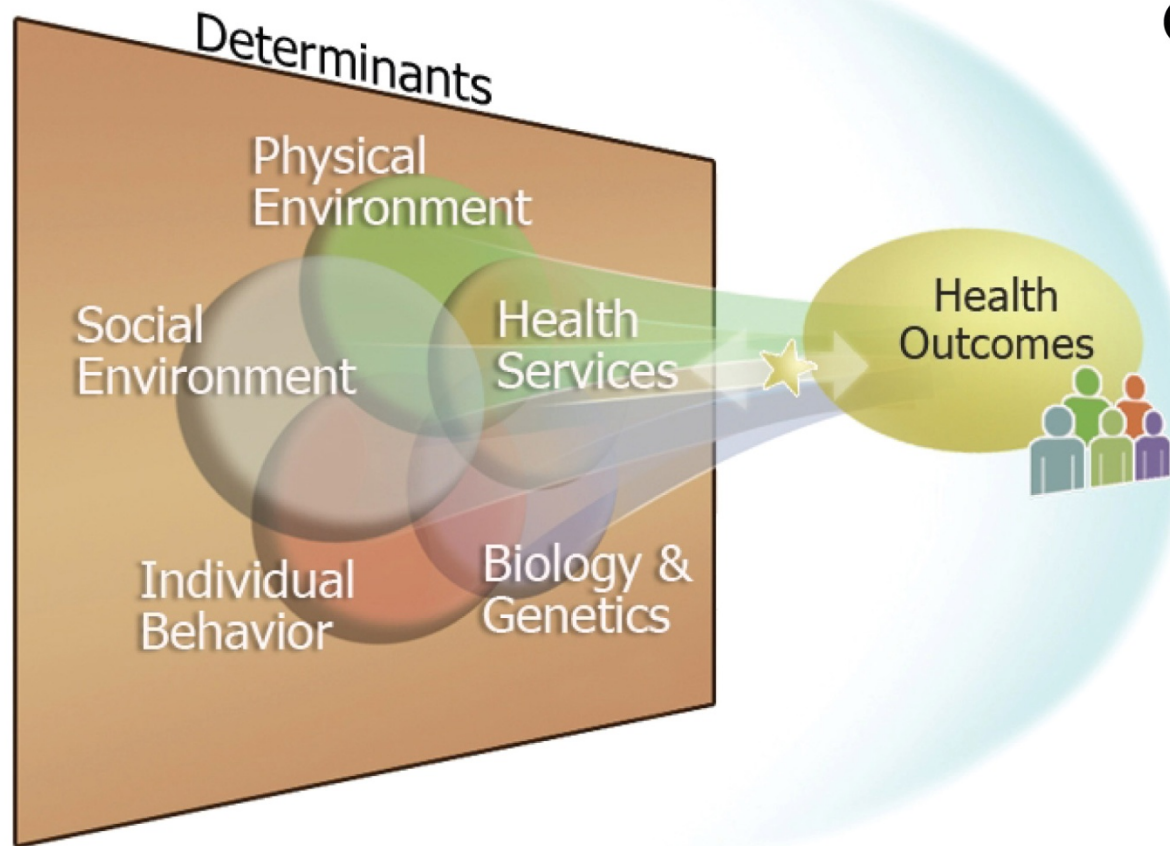 Determinants
Physical
Environment
Social
Environment
Health
Services
Individual
Behavior
Biology &
Genetics
Health
Outcomes